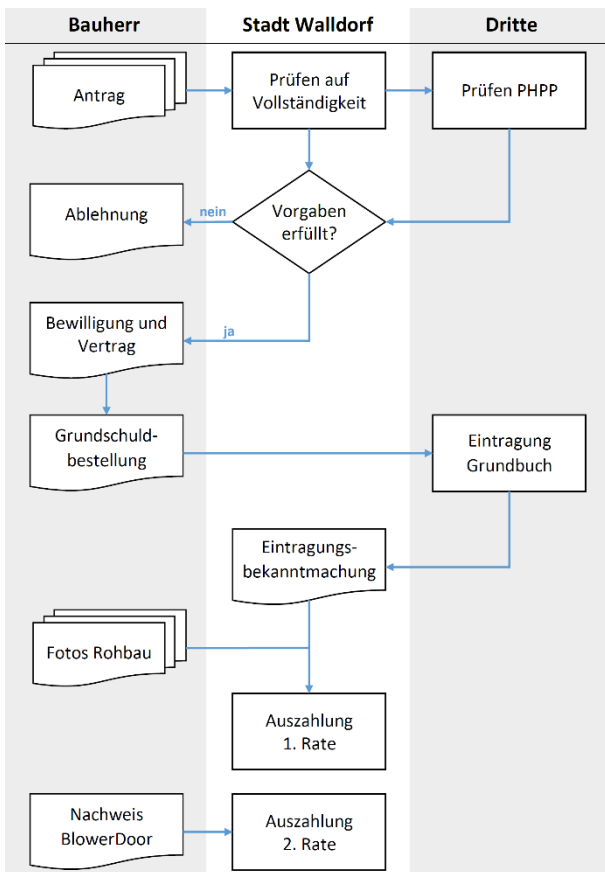 Bauherr
Stadt Walldorf
Dritte
Antrag
Prüfen auf
Vollständigkeit
Prüfen PHPP
Ablehnung
nein
Vorgaben
erfüllt?
Bewilligung und
Vertrag
ja
Grundschuld-
bestellung
Eintragung
Grundbuch
Eintragungs-
bekanntmachung
Fotos Rohbau
Auszahlung
1. Rate
Nachweis
BlowerDoor
Auszahlung
2. Rate